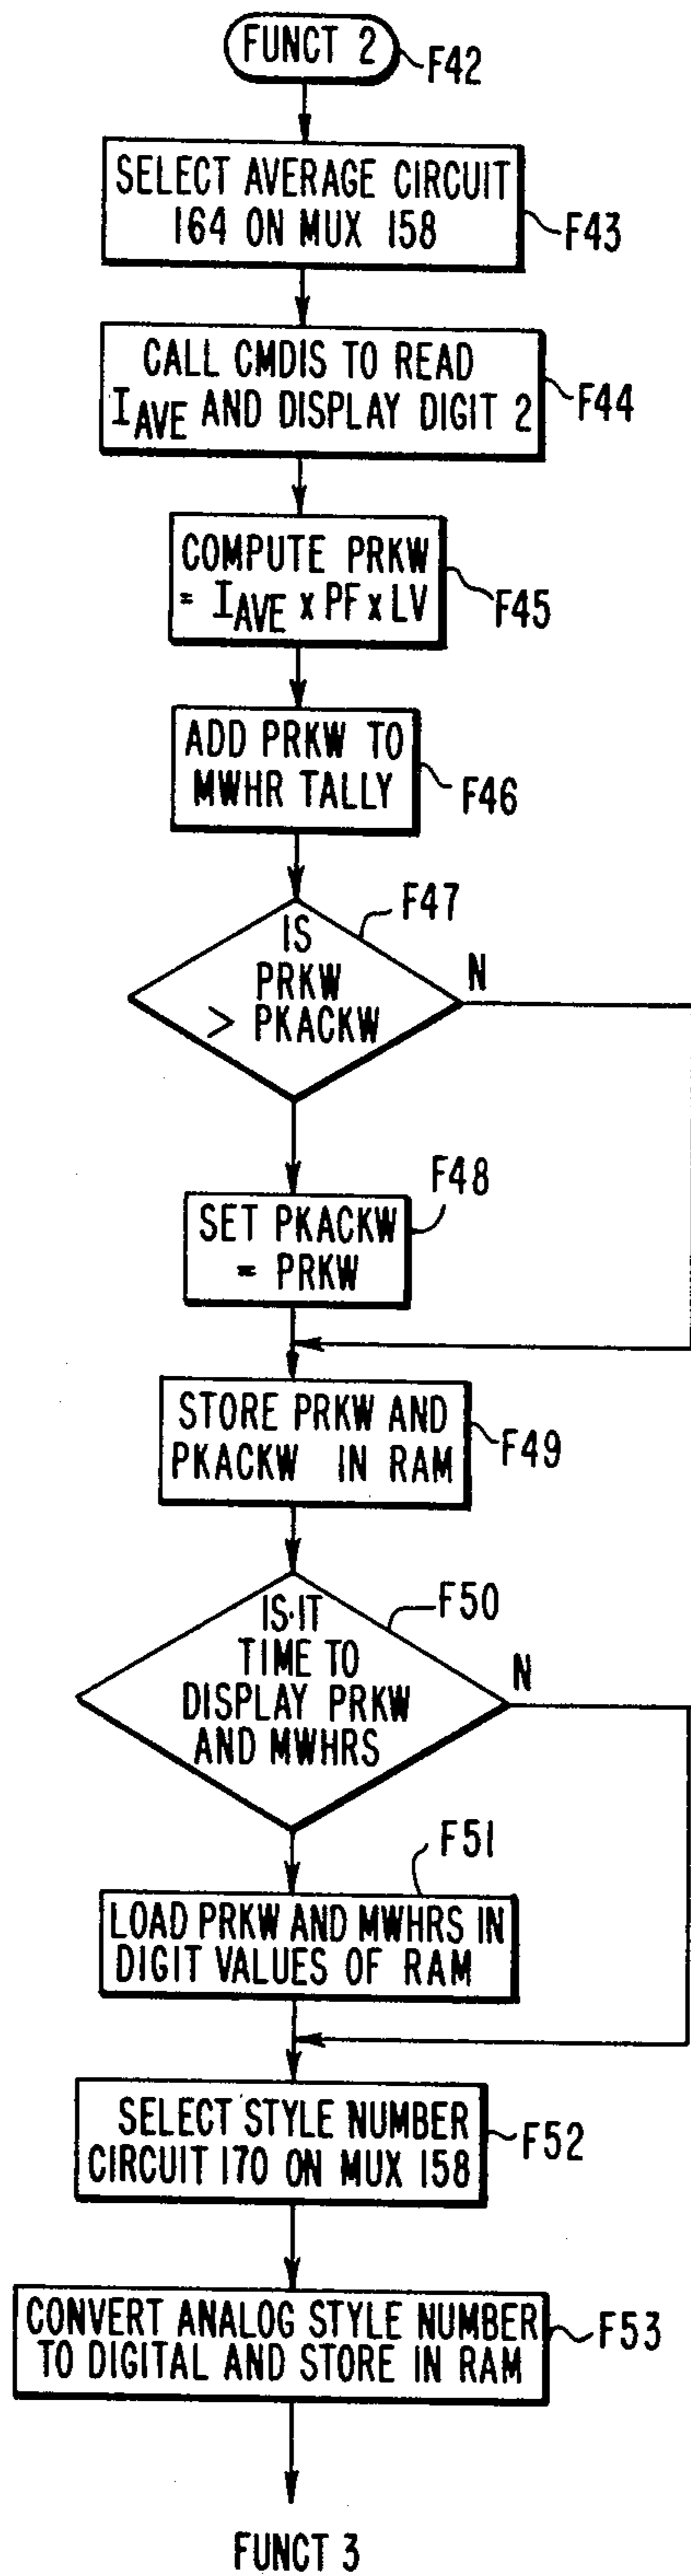 FUNCT 2
F42
SELECT AVERAGE CIRCUIT
164 ON MUX 158
F43
CALL CMDIS TO READ
IAVE AND DISPLAY DIGIT 2
F44
COMPUTE PRKW
= IAVE x PF x LV
F45
ADD PRKW TO
MWHR TALLY
F46
F47
IS
PRKW
> PKACKW
N
F48
SET PKACKW
= PRKW
STORE PRKW AND
PKACKW IN RAM
F49
F50
IS IT
TIME TO
DISPLAY PRKW
AND MWHRS
N
F51
LOAD PRKW AND MWHRS IN
DIGIT VALUES OF RAM
SELECT STYLE NUMBER
CIRCUIT 170 ON MUX 158
F52
CONVERT ANALOG STYLE NUMBER
TO DIGITAL AND STORE IN RAM
F53
FUNCT 3